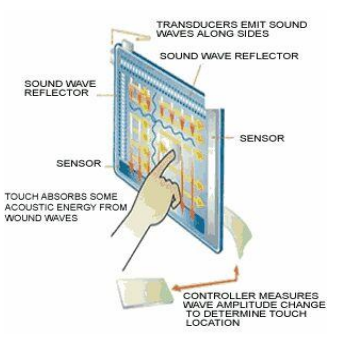 TRANSDUCERS EMIT SOUND
WAVES ALONG SIDES
SOUND WAVE REFLECTOR
SOUND WAVE
REFLECTOR
SENSOR
SENSOR
TOUCH ABSORBS SOME
ACOUSTIC ENERGY FROM
WOUND WAVES
CONTROLLER MEASURES
WAVE AMPLITUDE CHANGE
TO DETERMINE TOUCH
LOCATION